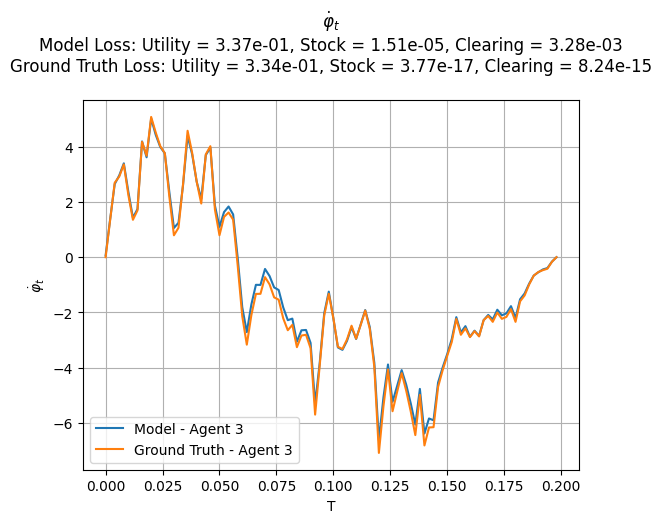 φ̇ₜ
Model Loss: Utility = 3.37e-01, Stock = 1.51e-05, Clearing = 3.28e-03
Ground Truth Loss: Utility = 3.34e-01, Stock = 3.77e-17, Clearing = 8.24e-15
4
2
0
−2
−4
−6
φ̇ₜ
Model - Agent 3
Ground Truth - Agent 3
0.000 0.025 0.050 0.075 0.100 0.125 0.150 0.175 0.200
T